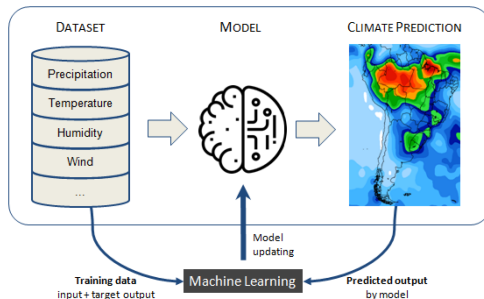 DATASET
MODEL
CLIMATE PREDICTION
Precipitation
Temperature
Humidity
Wind
...
Model
updating
Training data
input + target output
Machine Learning
Predicted output
by model